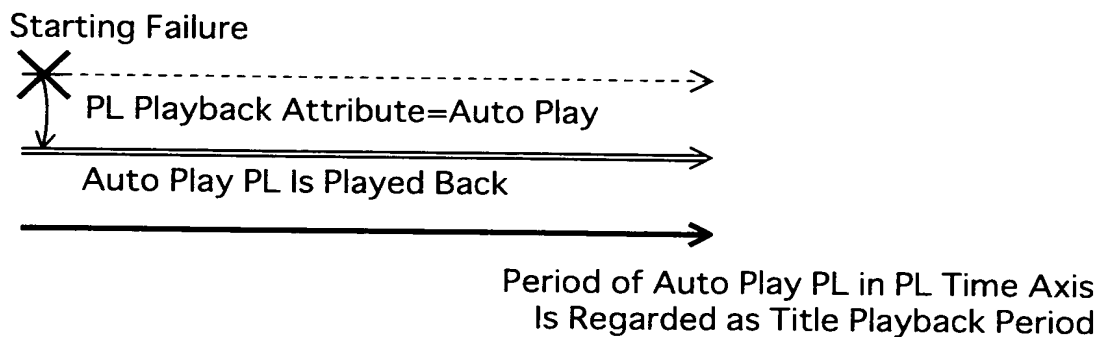 Starting Failure
PL Playback Attribute=Auto Play
Auto Play PL Is Played Back
Period of Auto Play PL in PL Time Axis
Is Regarded as Title Playback Period